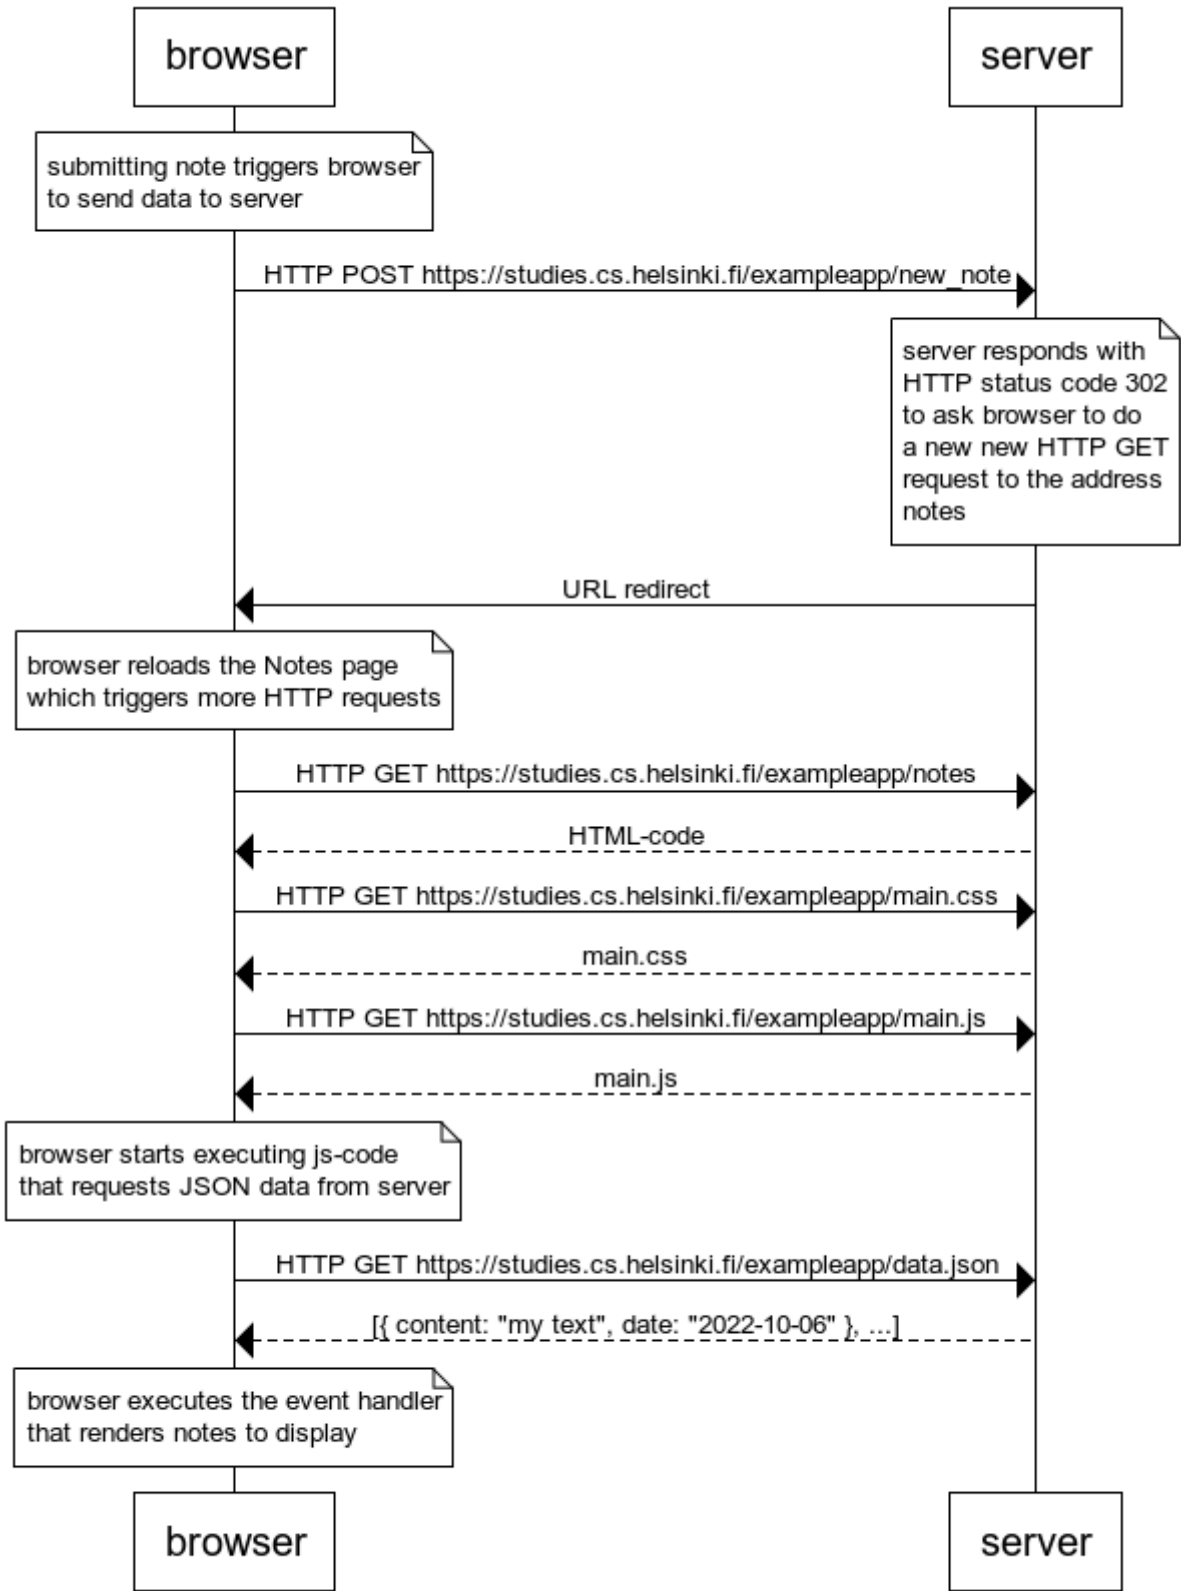 browser
server
submitting note triggers browser
to send data to server
HTTP POST https://studies.cs.helsinki.fi/exampleapp/new_note
server responds with
HTTP status code 302
to ask browser to do
a new new HTTP GET
request to the address
notes
URL redirect
browser reloads the Notes page
which triggers more HTTP requests
HTTP GET https://studies.cs.helsinki.fi/exampleapp/notes
HTML-code
HTTP GET https://studies.cs.helsinki.fi/exampleapp/main.css
main.css
HTTP GET https://studies.cs.helsinki.fi/exampleapp/main.js
main.js
browser starts executing js-code
that requests JSON data from server
HTTP GET https://studies.cs.helsinki.fi/exampleapp/data.json
[{ content: "my text", date: "2022-10-06" }, ...]
browser executes the event handler
that renders notes to display
browser
server